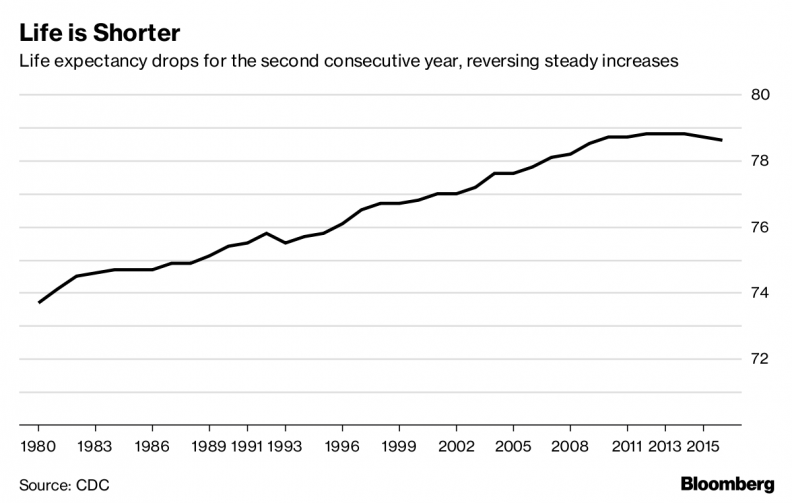 Life is Shorter
Life expectancy drops for the second consecutive year, reversing steady increases
80
78
76
74
72
1980 1983 1986 1989 1991 1993 1996 1999 2002 2005 2008 2011 2013 2015
Source: CDC
Bloomberg